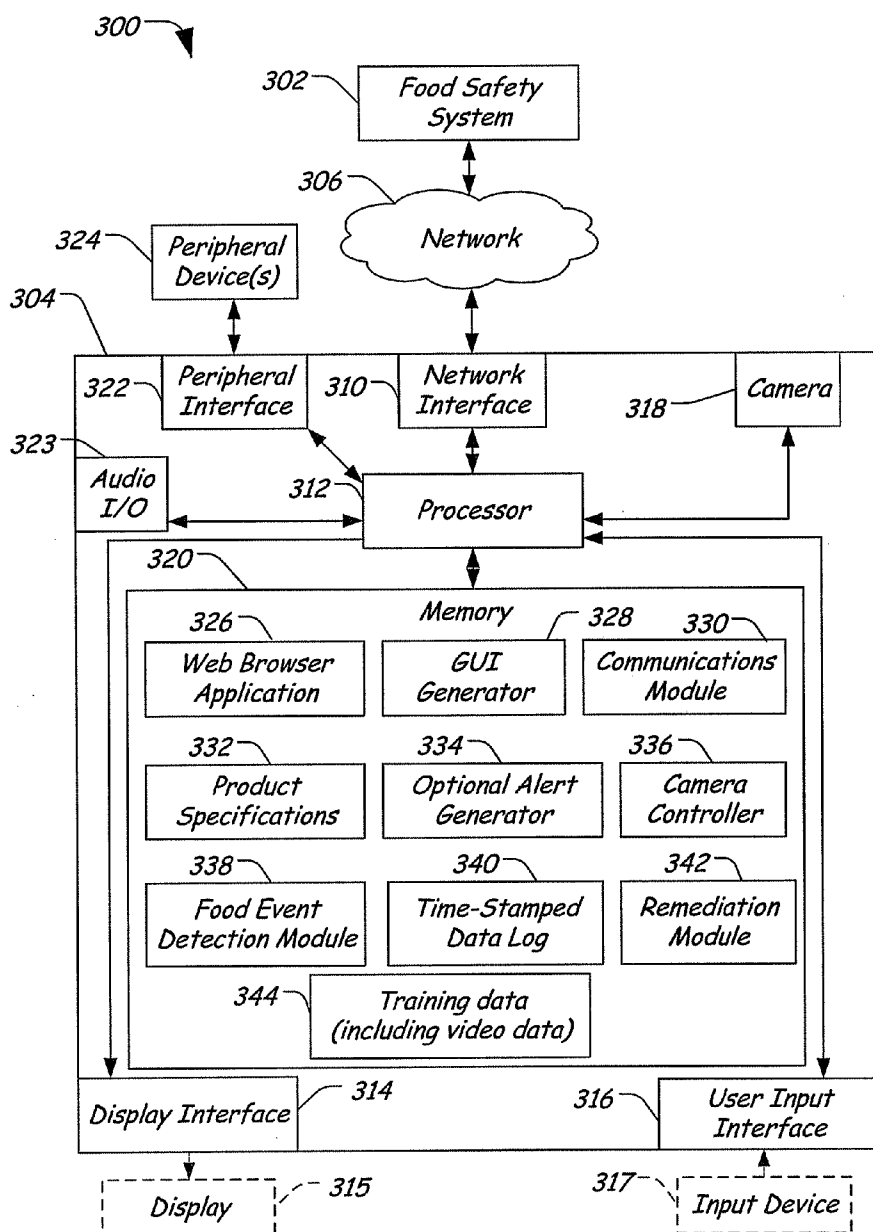 300
302
Food Safety
System
306
Network
324
Peripheral
Device(s)
304
322
Peripheral
Interface
310
Network
Interface
318
Camera
323
Audio
I/O
312
Processor
320
Memory
326
Web Browser
Application
328
GUI
Generator
330
Communications
Module
332
Product
Specifications
334
Optional Alert
Generator
336
Camera
Controller
338
Food Event
Detection Module
340
Time-Stamped
Data Log
342
Remediation
Module
344
Training data
(including video data)
Display Interface
314
316
User Input
Interface
Display
315
317
Input Device